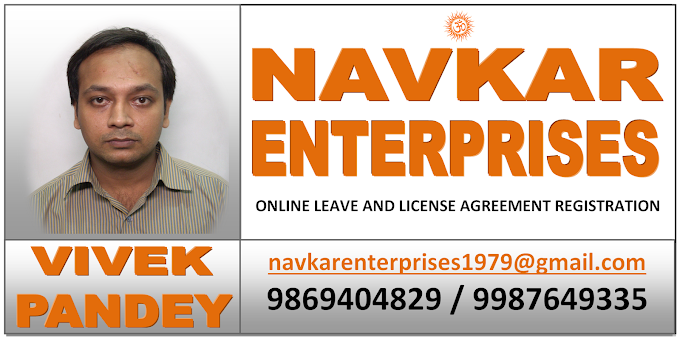 NAVKAR
ENTERPRISES
ONLINE LEAVE AND LICENSE AGREEMENT REGISTRATION
VIVEK
PANDEY
navkarenterprises1979@gmail.com
9869404829 / 9987649335